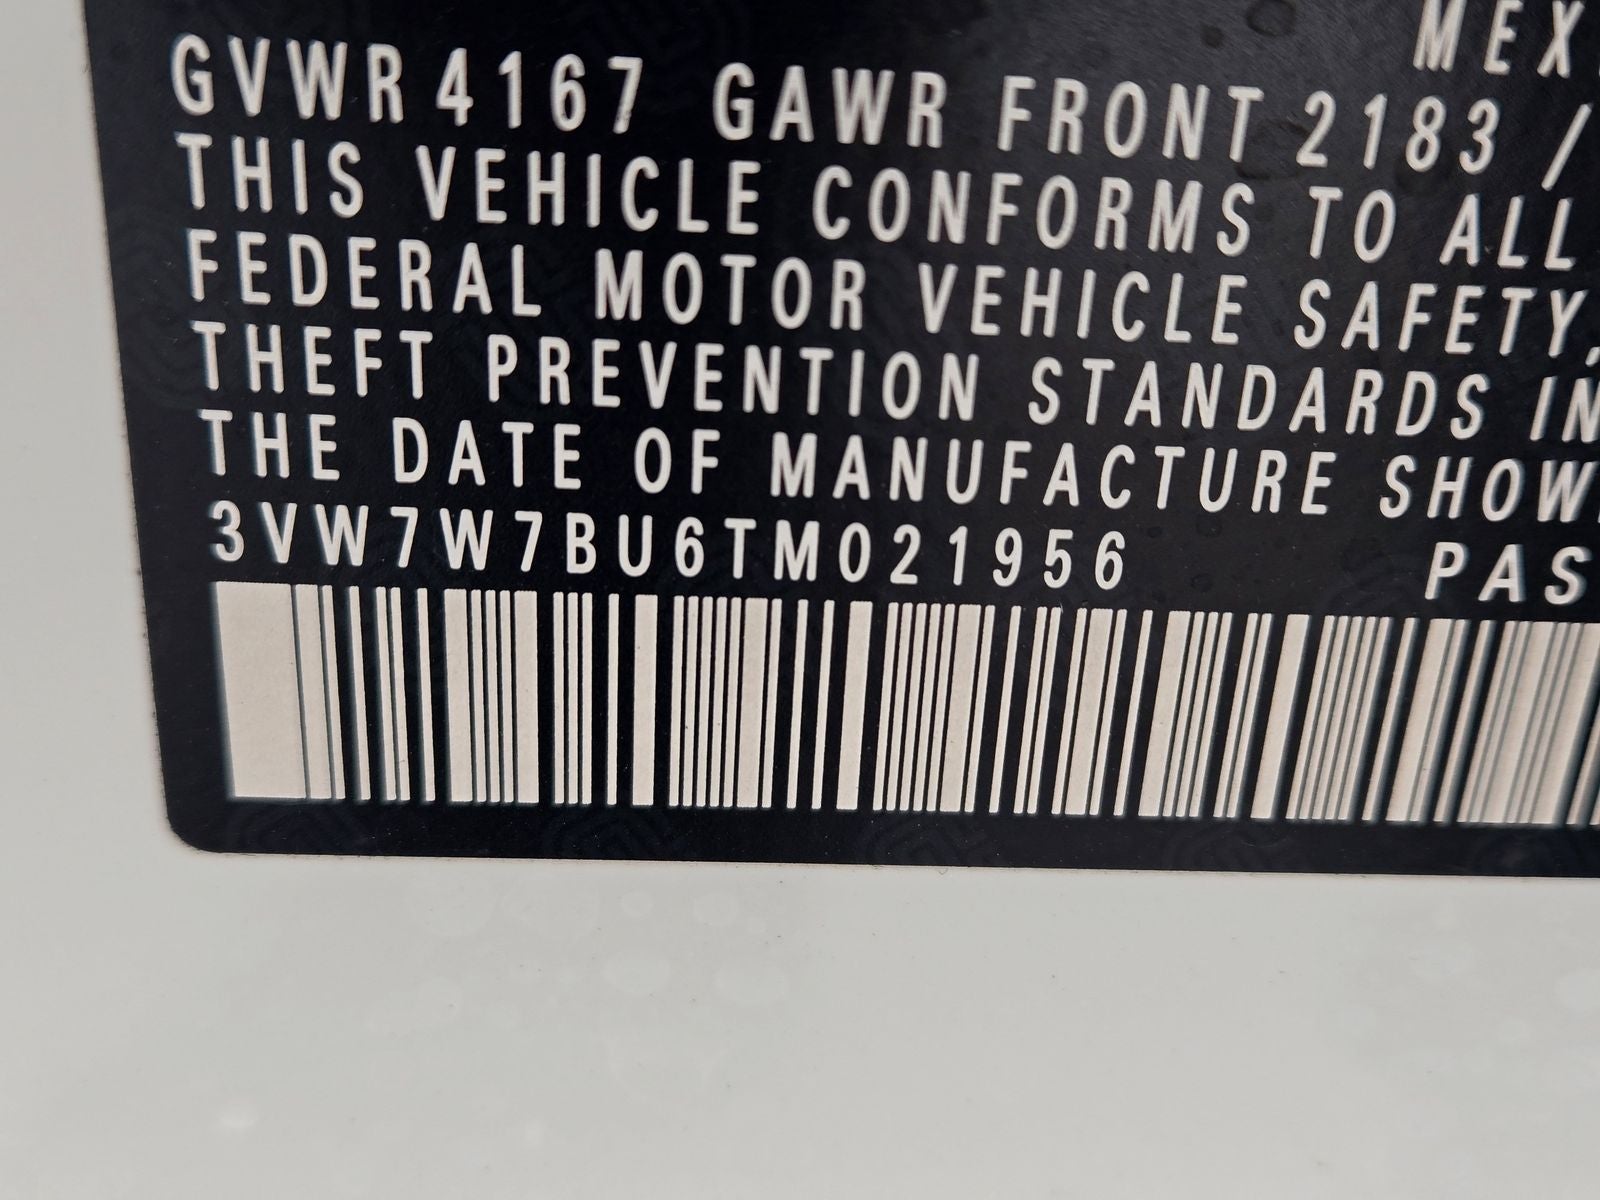 MEX
GVWR 4167 GAWR FRONT 2183 /
THIS VEHICLE CONFORMS TO ALL
FEDERAL MOTOR VEHICLE SAFETY,
THEFT PREVENTION STANDARDS IN
THE DATE OF MANUFACTURE SHOW
3VW7W7BU6TM021956 PAS